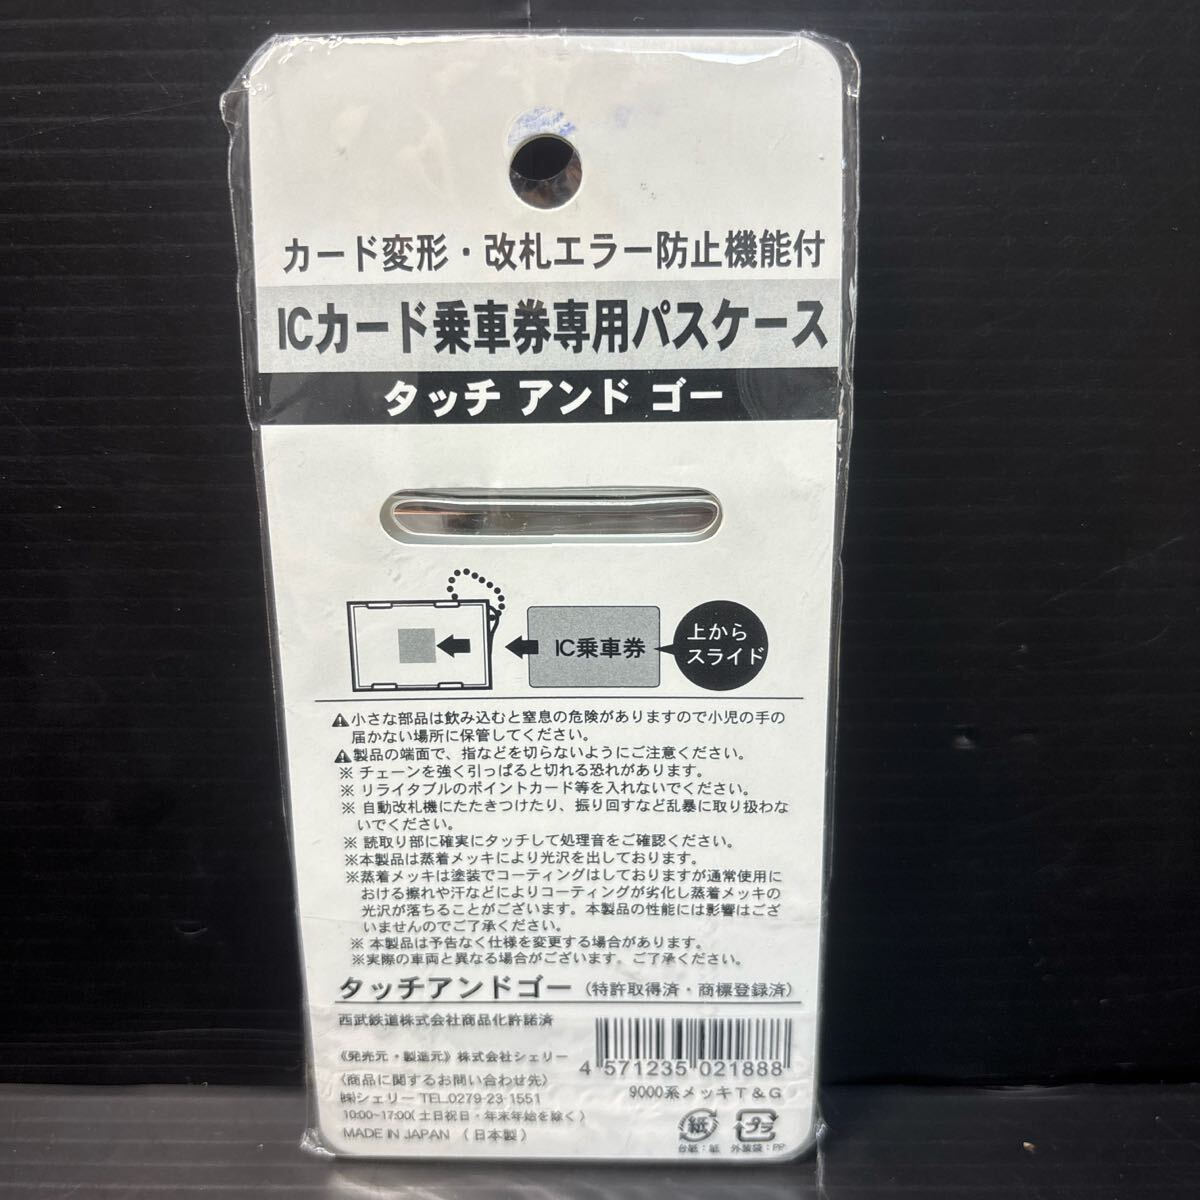 カード変形・改札エラー防止機能付
ICカード乗車券専用パスケース
タッチ アンド ゴー
IC乗車券
上から
スライド
⚠小さな部品は飲み込むと窒息の危険がありますので小児の手の
届かない場所に保管してください。
⚠製品の端面で、指などを切らないようにご注意ください。
※ チェーンを強く引っぱると切れる恐れがあります。
※ リライタブルのポイントカード等を入れないでください。
※ 自動改札機にたたきつけたり、振り回すなど乱暴に取り扱わな
いでください。
※ 読取り部に確実にタッチして処理音をご確認ください。
※本製品は蒸着メッキにより光沢を出しております。
※蒸着メッキは塗装でコーティングはしておりますが通常使用に
おける擦れや汗などによりコーティングが劣化し蒸着メッキの
光沢が落ちることがございます。本製品の性能には影響はござ
いませんのでご了承ください。
※ 本製品は予告なく仕様を変更する場合があります。
※実際の車両と異なる場合がございます。ご了承ください。
タッチアンドゴー（特許取得済・商標登録済）
西武鉄道株式会社商品化許諾済
《発売元・製造元》株式会社シェリー
〈商品に関するお問い合わせ先〉
㈱シェリー TEL.0279-23-1551
10:00~17:00(土日祝日・年末年始を除く)
MADE IN JAPAN （日本製）
4 571235 021888
9000系メッキT＆G
紙 プラ
台紙：紙 外装袋：PP